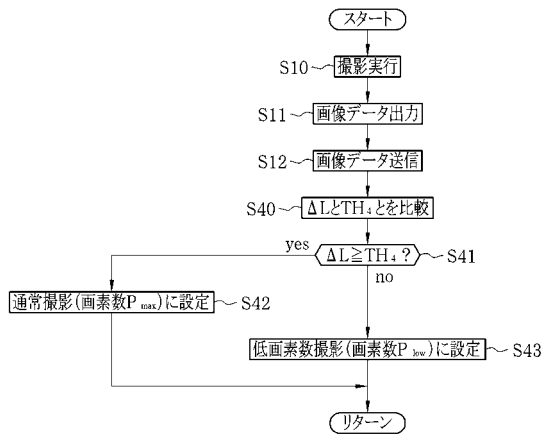 スタート
S10 撮影実行
S11 画像データ出力
S12 画像データ送信
S40 ΔLとTH₄とを比較
ΔL≧TH₄? S41
yes
no
通常撮影(画素数Pmax)に設定 S42
低画素数撮影(画素数Plow)に設定 S43
リターン